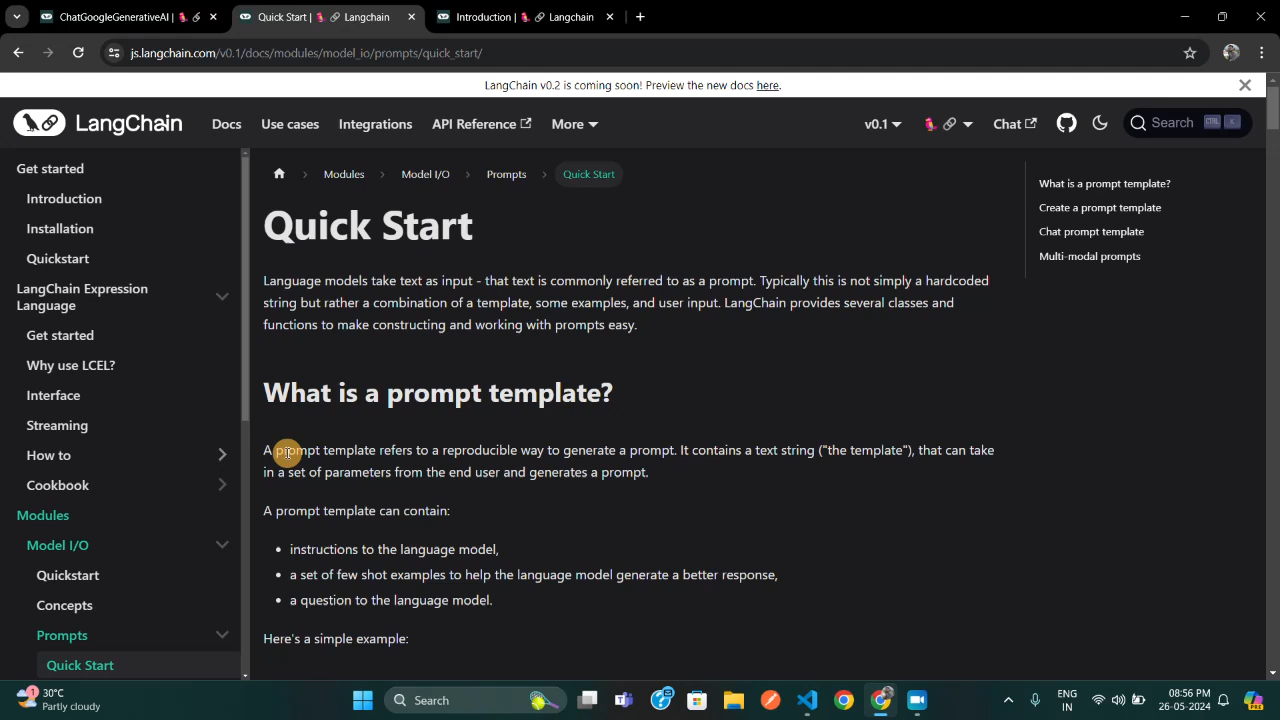 ChatGoogleGenerativeAI |
Quick Start | Langchain
Introduction | Langchain
js.langchain.com/v0.1/docs/modules/model_io/prompts/quick_start/
LangChain v0.2 is coming soon! Preview the new docs here.
LangChain
Docs
Use cases
Integrations
API Reference
More
v0.1
Chat
Search
CTRL
K
Get started
Introduction
Installation
Quickstart
LangChain Expression
Language
Get started
Why use LCEL?
Interface
Streaming
How to
Cookbook
Modules
Model I/O
Quickstart
Concepts
Prompts
Quick Start
Modules
Model I/O
Prompts
Quick Start
Quick Start
Language models take text as input - that text is commonly referred to as a prompt. Typically this is not simply a hardcoded
string but rather a combination of a template, some examples, and user input. LangChain provides several classes and
functions to make constructing and working with prompts easy.
What is a prompt template?
A prompt template refers to a reproducible way to generate a prompt. It contains a text string ("the template"), that can take
in a set of parameters from the end user and generates a prompt.
A prompt template can contain:
• instructions to the language model,
• a set of few shot examples to help the language model generate a better response,
• a question to the language model.
Here's a simple example:
What is a prompt template?
Create a prompt template
Chat prompt template
Multi-modal prompts
1
30°C
Partly cloudy
Search
ENG
IN
08:56 PM
26-05-2024
PRE